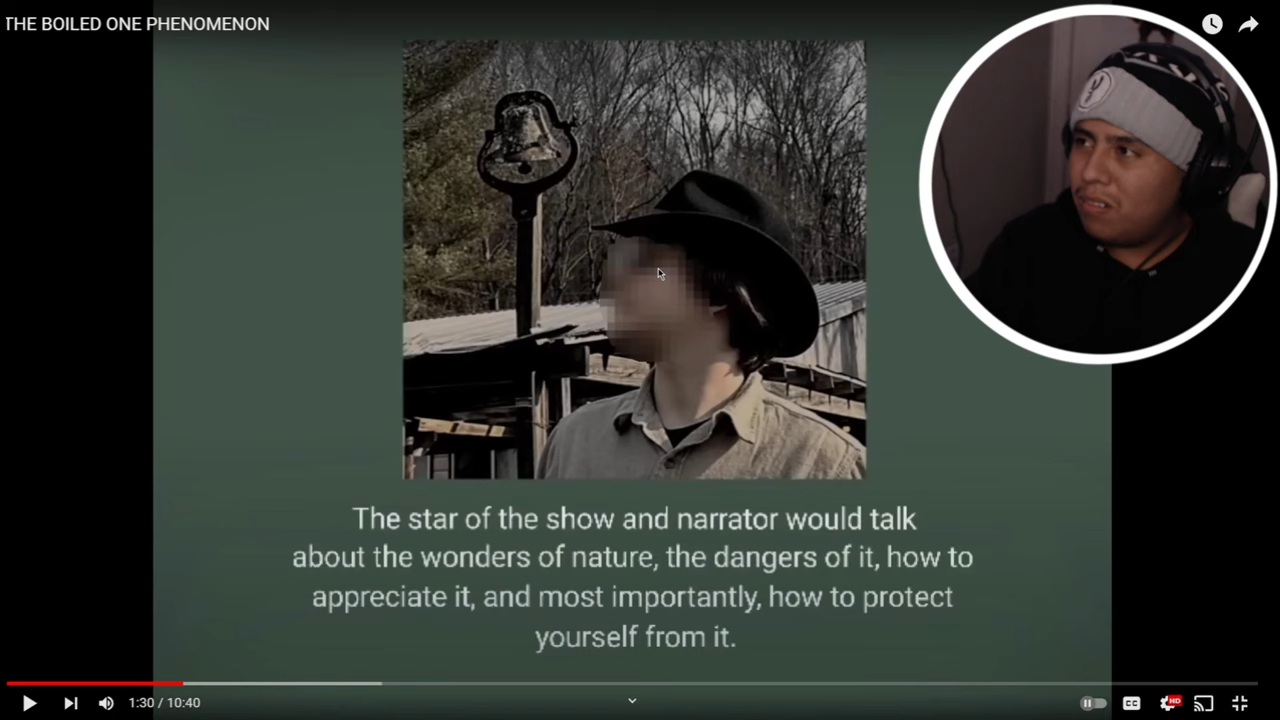 THE BOILED ONE PHENOMENON
The star of the show and narrator would talk
about the wonders of nature, the dangers of it, how to
appreciate it, and most importantly, how to protect
yourself from it.
1:30 / 10:40
CC
HD